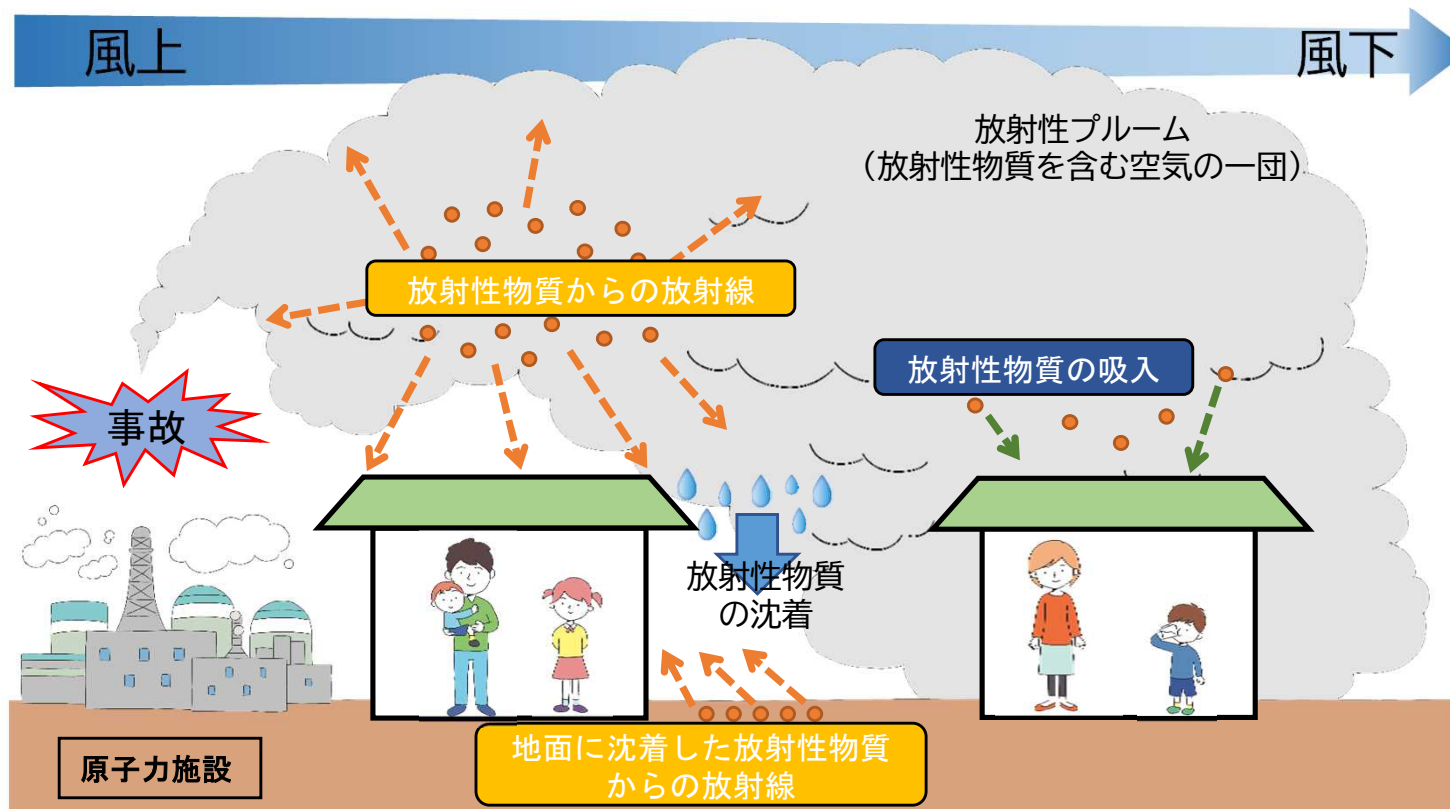 風上
風下
放射性プルーム
（放射性物質を含む空気の一団）
放射性物質からの放射線
放射性物質の吸入
事故
放射性物質
の沈着
地面に沈着した放射性物質
からの放射線
原子力施設